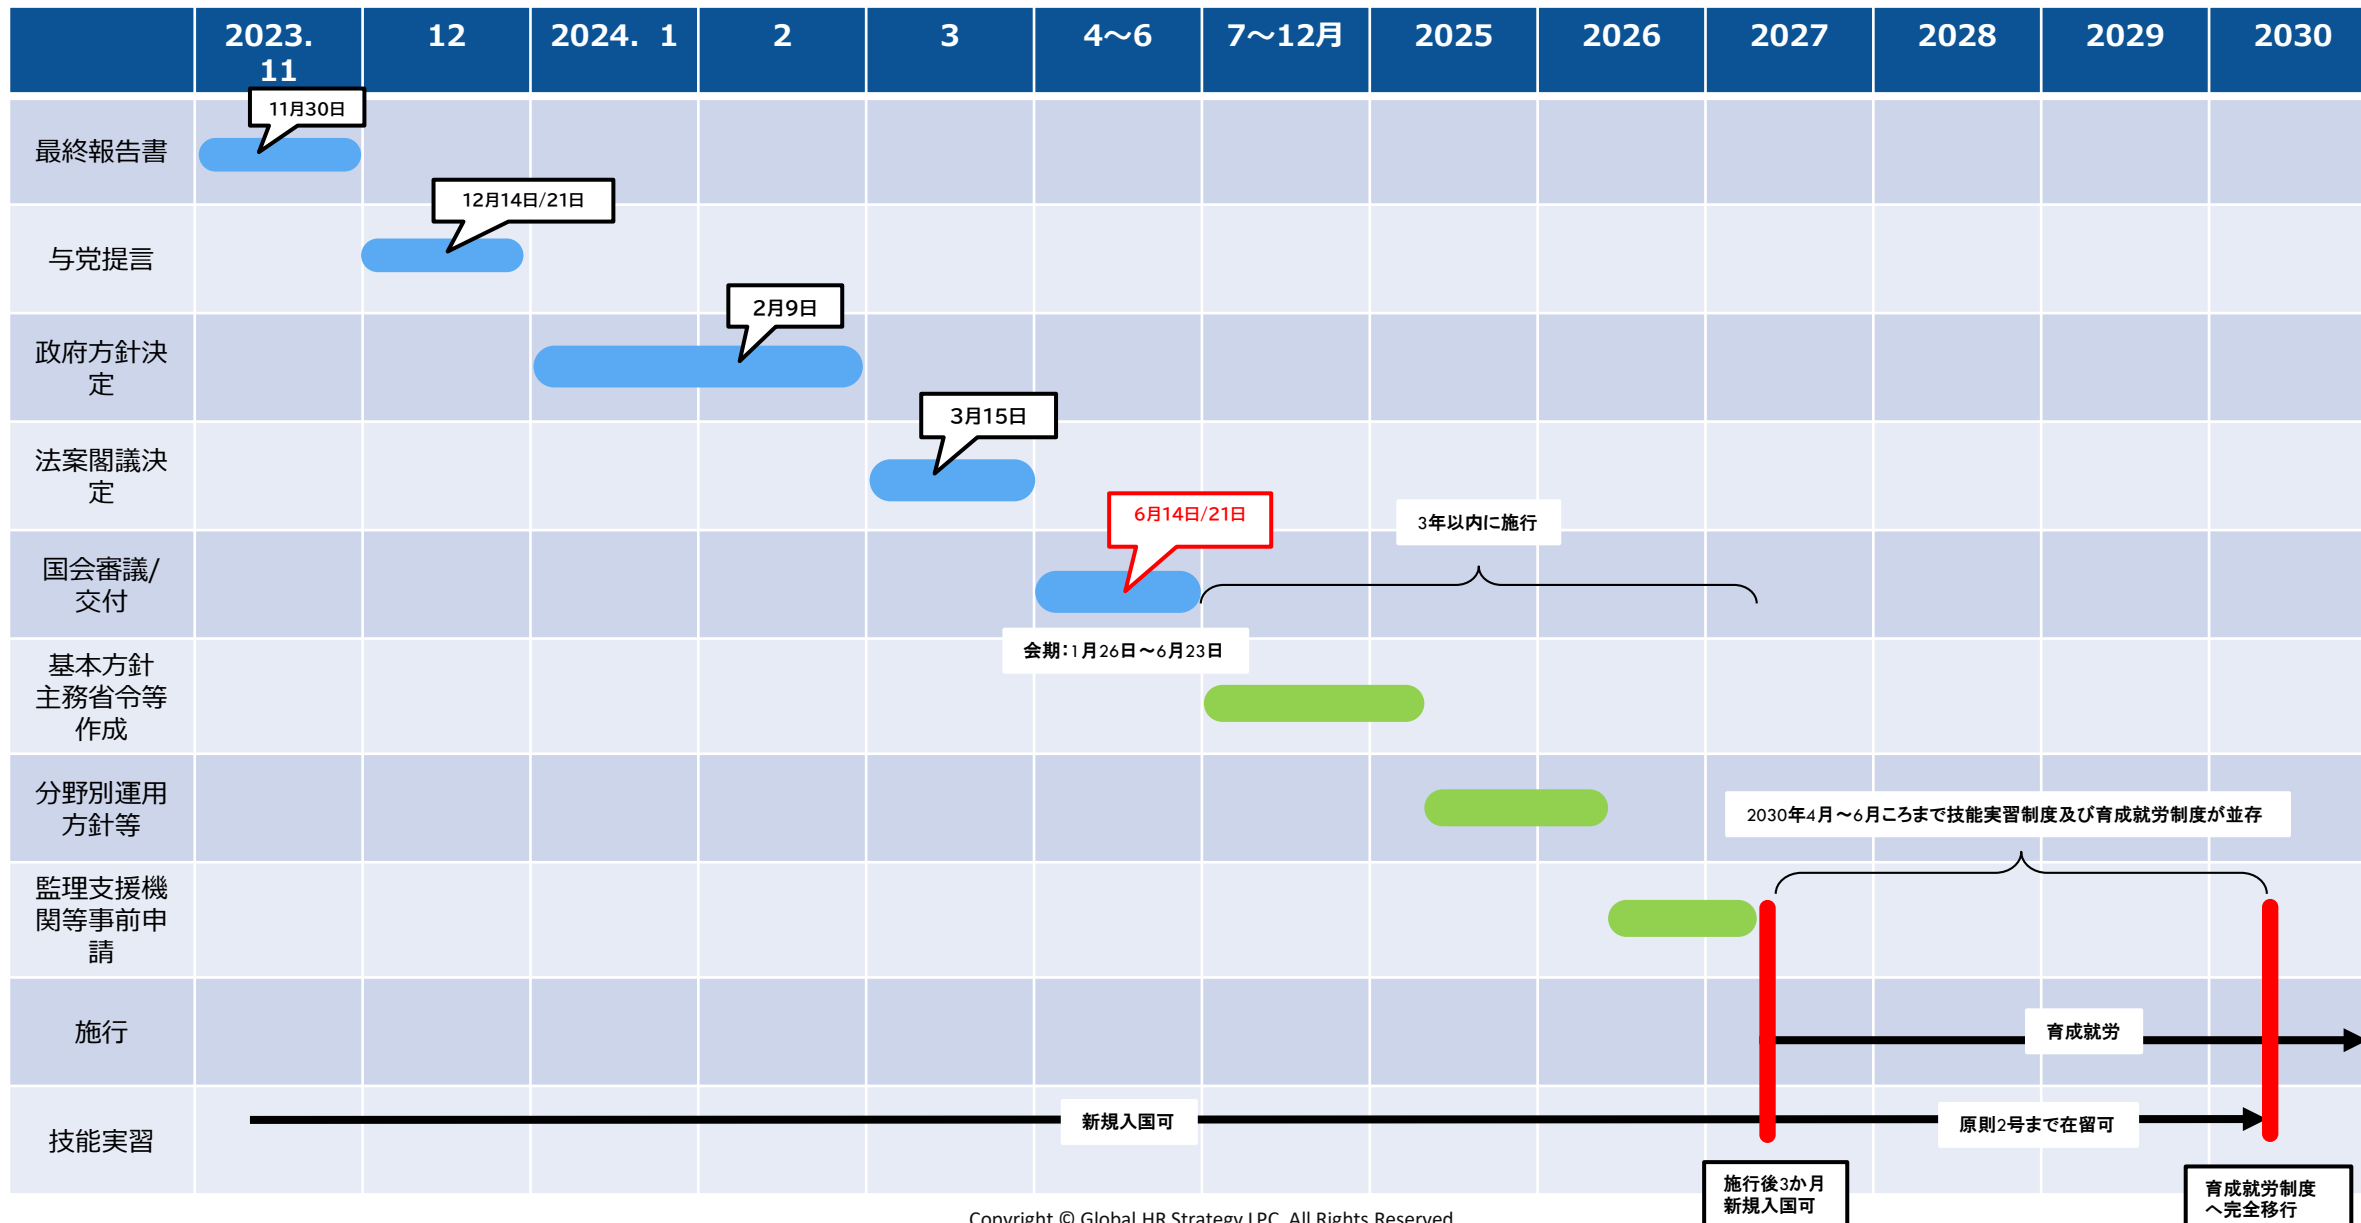 2023.
11
12
2024. 1
2
3
4～6
7～12月
2025
2026
2027
2028
2029
2030
最終報告書
11月30日
与党提言
12月14日/21日
政府方針決
定
2月9日
法案閣議決
定
3月15日
国会審議/
交付
6月14日/21日
3年以内に施行
会期：1月26日～6月23日
基本方針
主務省令等
作成
分野別運用
方針等
2030年4月～6月ころまで技能実習制度及び育成就労制度が並存
監理支援機
関等事前申
請
施行
育成就労
技能実習
新規入国可
原則2号まで在留可
施行後3か月
新規入国可
育成就労制度
へ完全移行
Copyright © Global HR Strategy LPC. All Rights Reserved